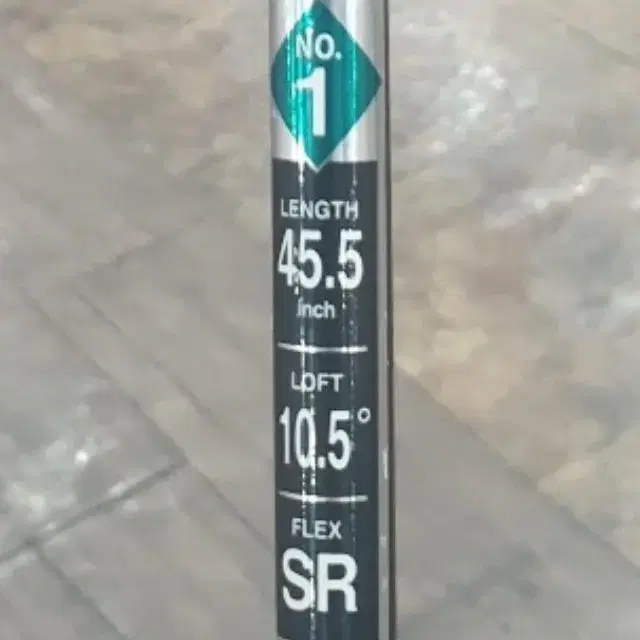 NO.
1
LENGTH
45.5
inch
LOFT
10.5°
FLEX
SR